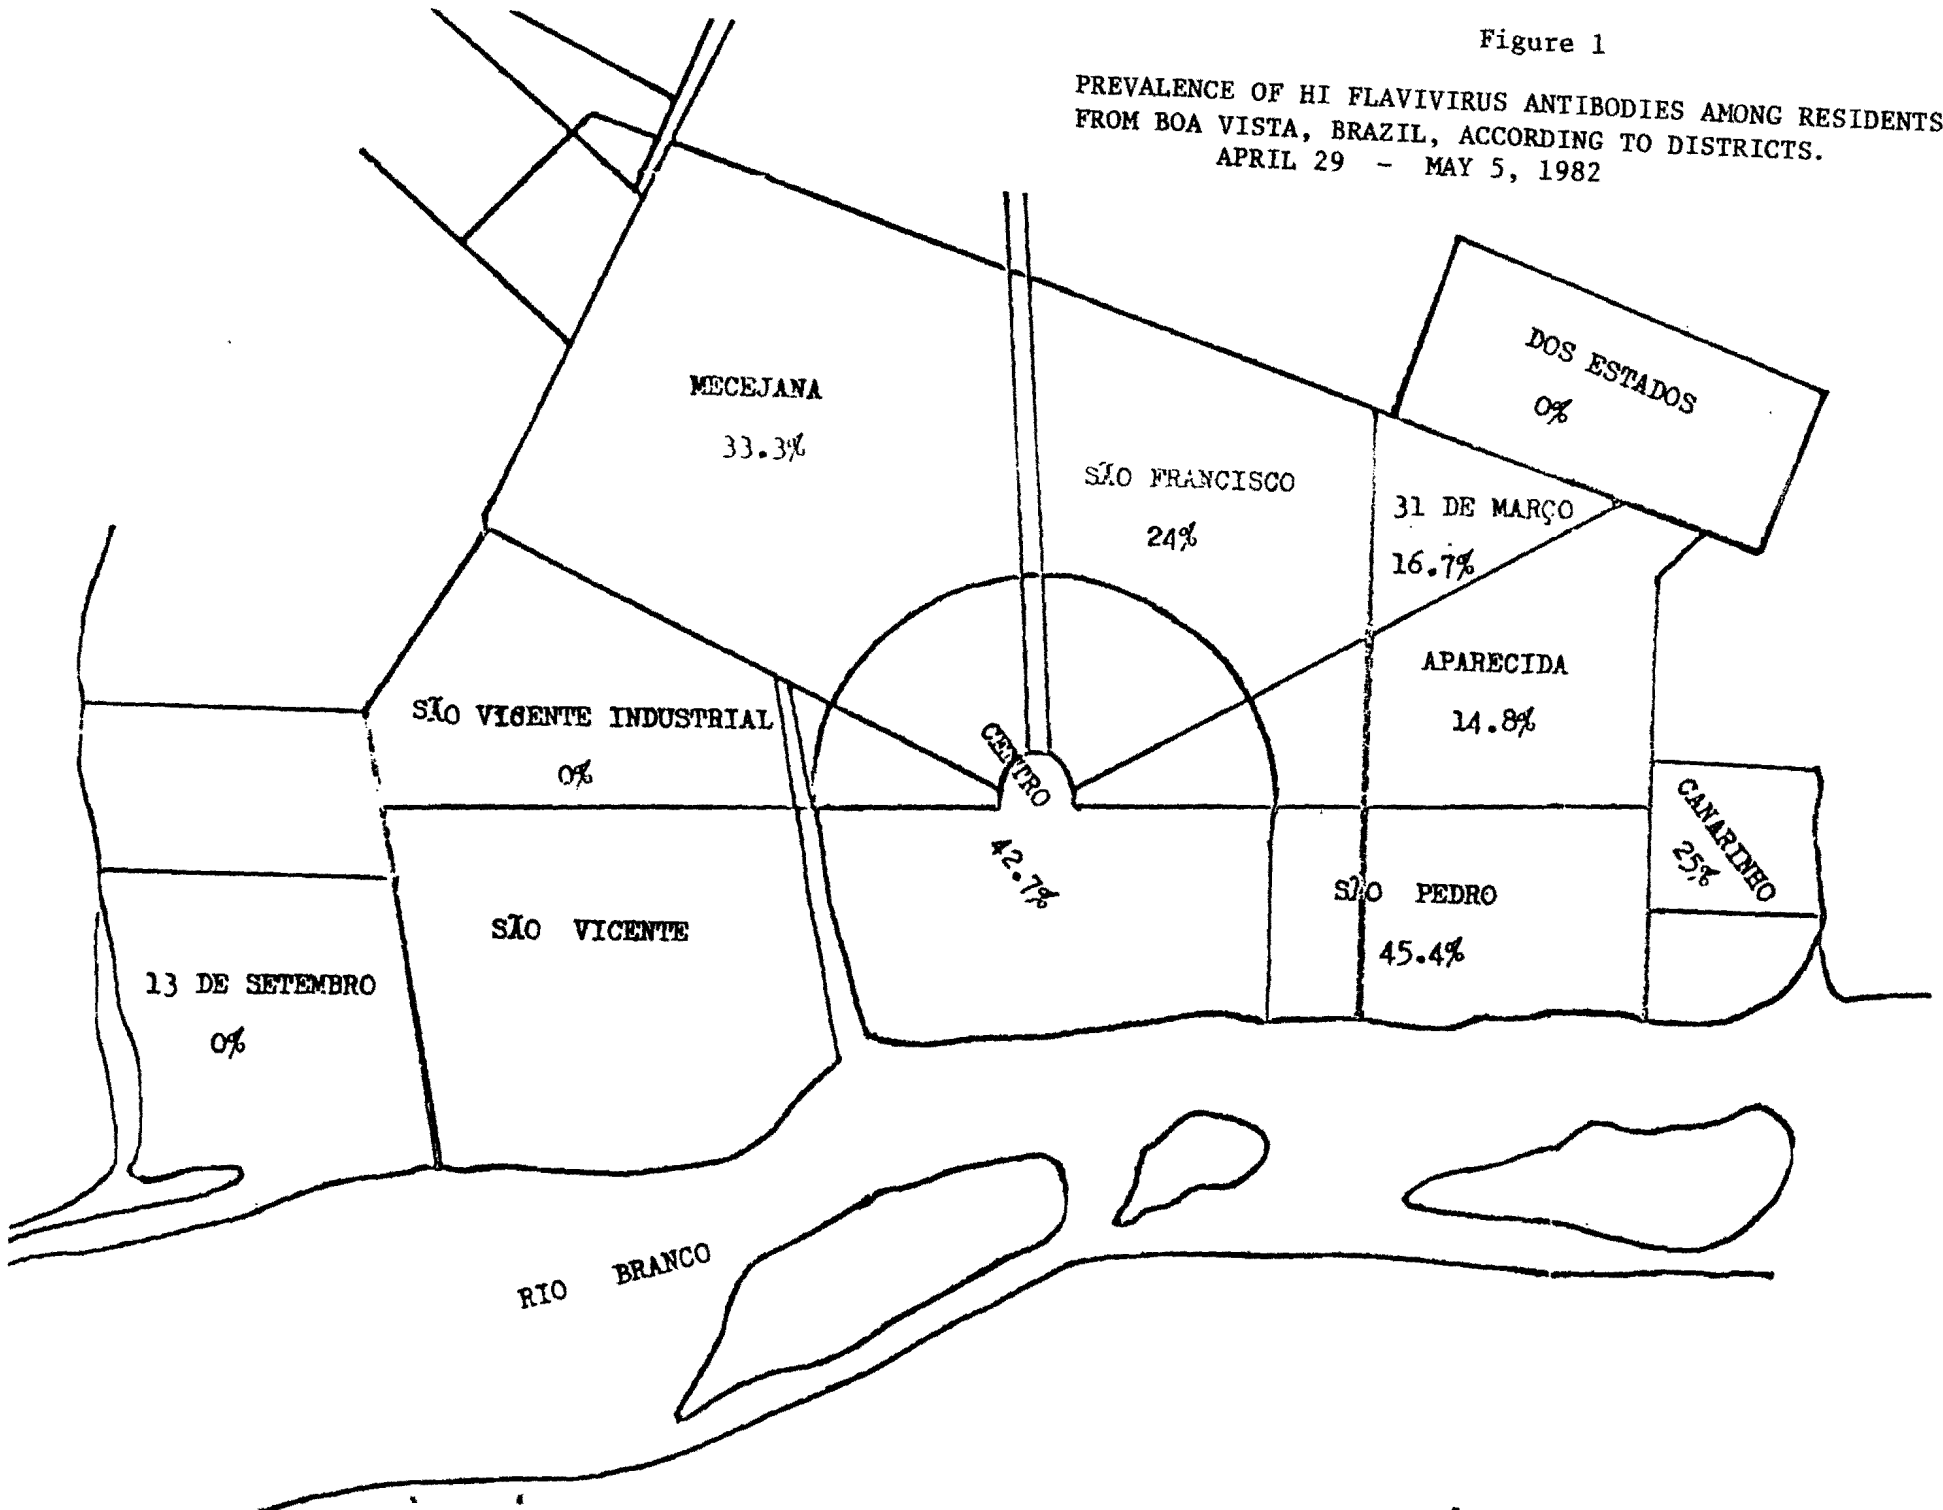 Figure 1
PREVALENCE OF HI FLAVIVIRUS ANTIBODIES AMONG RESIDENTS
FROM BOA VISTA, BRAZIL, ACCORDING TO DISTRICTS.
APRIL 29 - MAY 5, 1982
DOS ESTADOS
0%
MECEJANA
33.3%
SÃO FRANCISCO
24%
31 DE MARÇO
16.7%
APARECIDA
14.8%
SÃO VICENTE INDUSTRIAL
0%
CENTRO
42.7%
CANARINHO
25%
SÃO PEDRO
45.4%
SÃO VICENTE
13 DE SETEMBRO
0%
RIO BRANCO